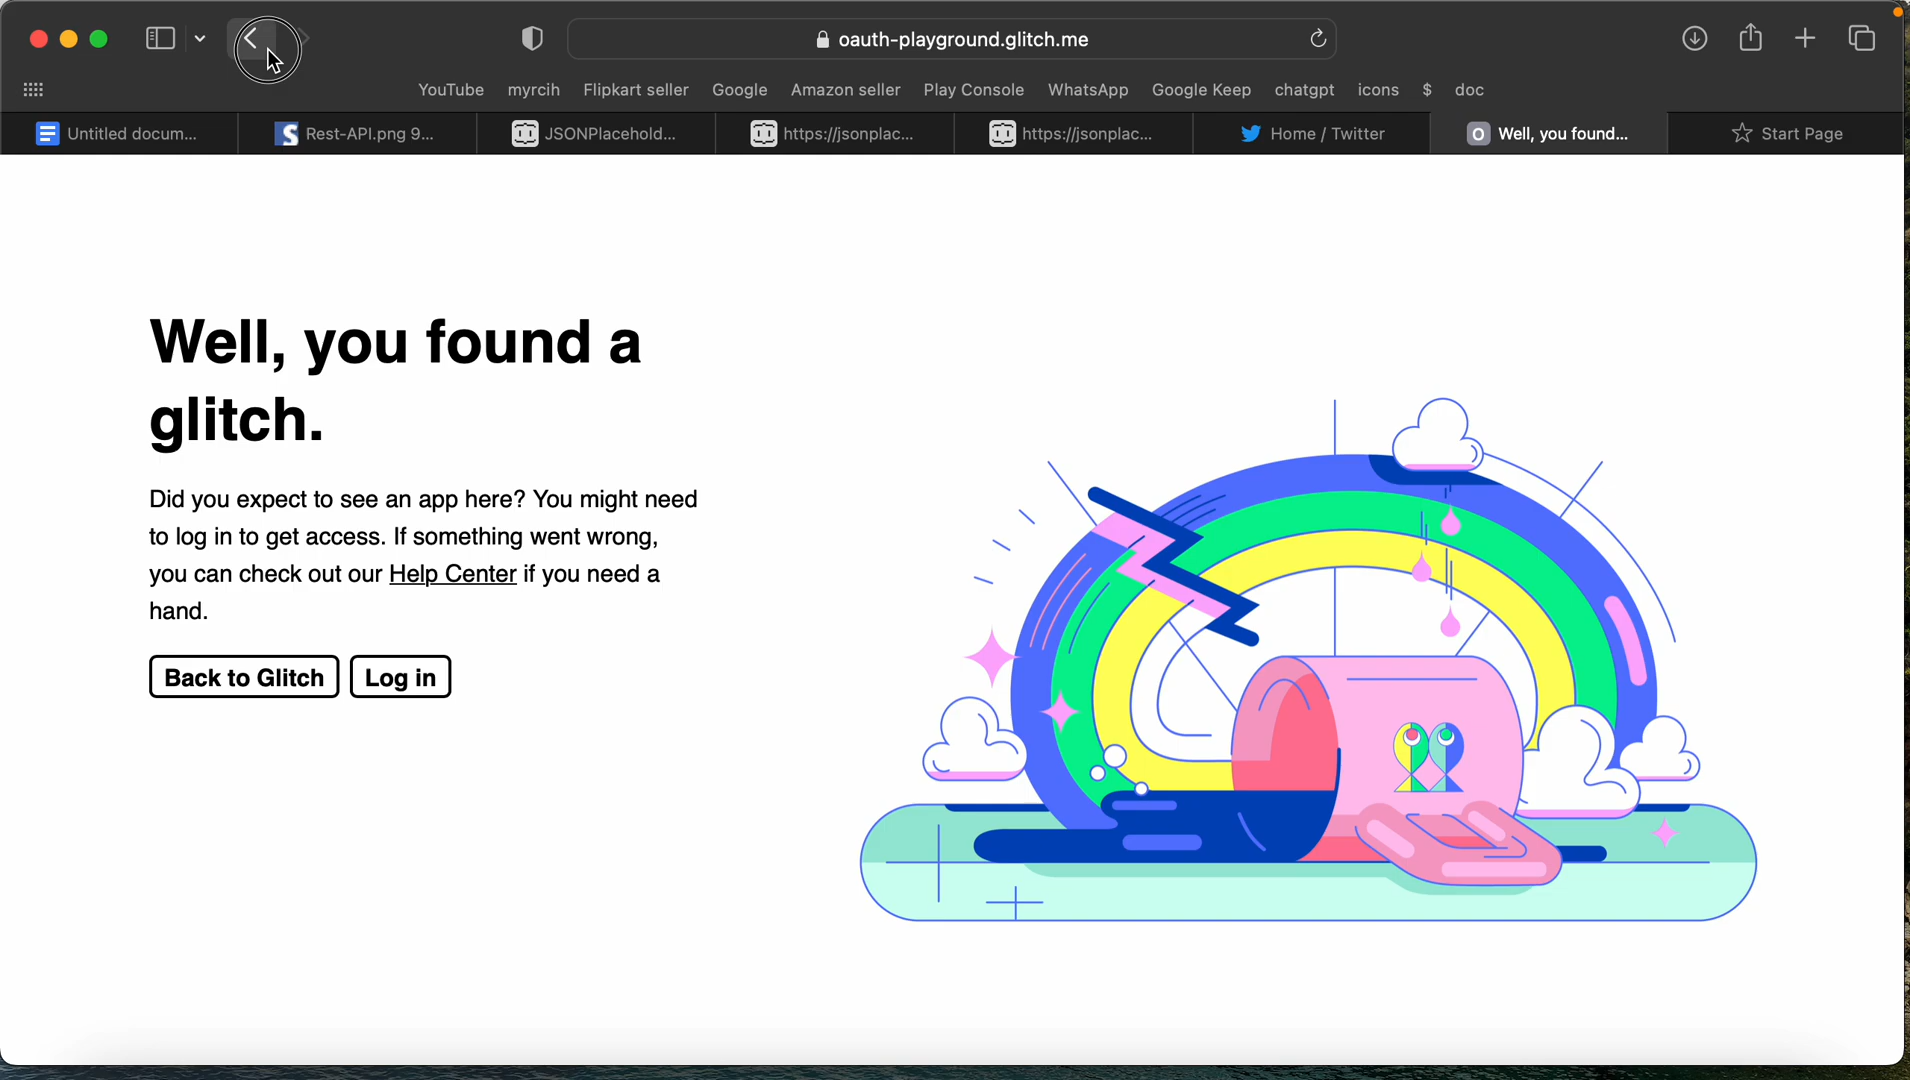 oauth-playground.glitch.me
YouTube myrcih Flipkart seller Google Amazon seller Play Console WhatsApp Google Keep chatgpt icons $ doc
Untitled docum... Rest-API.png 9... JSONPlacehold... https://jsonplac... https://jsonplac... Home / Twitter Well, you found... Start Page
Well, you found a
glitch.
Did you expect to see an app here? You might need
to log in to get access. If something went wrong,
you can check out our Help Center if you need a
hand.
Back to Glitch Log in